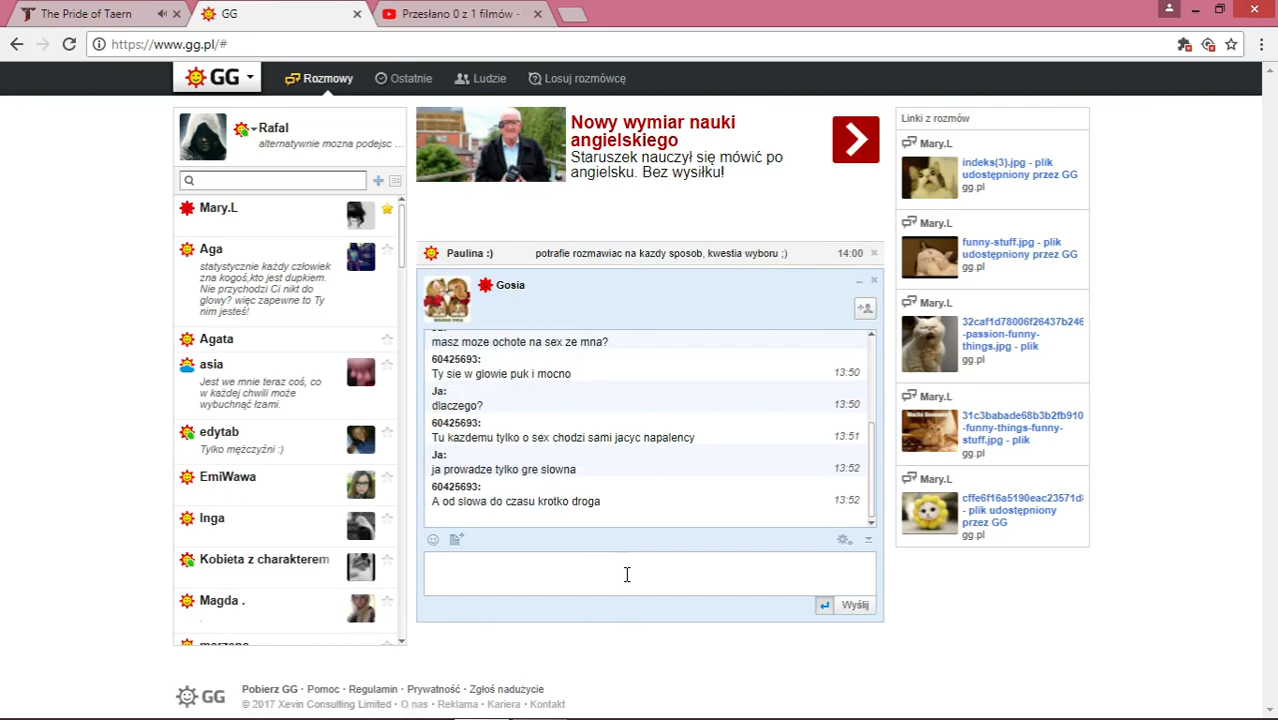 The Pride of Taern
GG
Przesłano 0 z 1 filmów -
https://www.gg.pl/#
GG
Rozmowy
Ostatnie
Ludzie
Losuj rozmówcę
Rafal
alternatywnie mozna podejsc ...
Mary.L
Aga
statystycznie każdy człowiek
zna kogoś,kto jest dupkiem.
Nie przychodzi Ci nikt do
glowy? więc zapewne to Ty
nim jesteś!
Agata
asia
Jest we mnie teraz coś, co
w każdej chwili może
wybuchnąć łzami.
edytab
Tylko mężczyźni :)
EmiWawa
Inga
Kobieta z charakterem
Magda .
.
marzena
Nowy wymiar nauki
angielskiego
Staruszek nauczył się mówić po
angielsku. Bez wysiłku!
Paulina :)
potrafie rozmawiac na kazdy sposob, kwestia wyboru ;)
14:00
Gosia
Ja:
masz moze ochote na sex ze mna?
60425693:
Ty sie w glowie puk i mocno 13:50
Ja:
dlaczego? 13:50
60425693:
Tu kazdemu tylko o sex chodzi sami jacyc napalency 13:51
Ja:
ja prowadze tylko gre slowna 13:52
60425693:
A od slowa do czasu krotko droga 13:52
Wyślij
Linki z rozmów
Mary.L
indeks(3).jpg - plik
udostępniony przez GG
gg.pl
Mary.L
funny-stuff.jpg - plik
udostępniony przez GG
gg.pl
Mary.L
32caf1d78006f26437b246
-passion-funny-
things.jpg - plik
gg.pl
Mary.L
31c3babade68b3b2fb910
-funny-things-funny-
stuff.jpg - plik
gg.pl
Mary.L
cffe6f16a5190eac23571d8
- plik udostępniony
przez GG
gg.pl
GG
Pobierz GG · Pomoc · Regulamin · Prywatność · Zgłoś nadużycie
© 2017 Xevin Consulting Limited · O nas · Reklama · Kariera · Kontakt